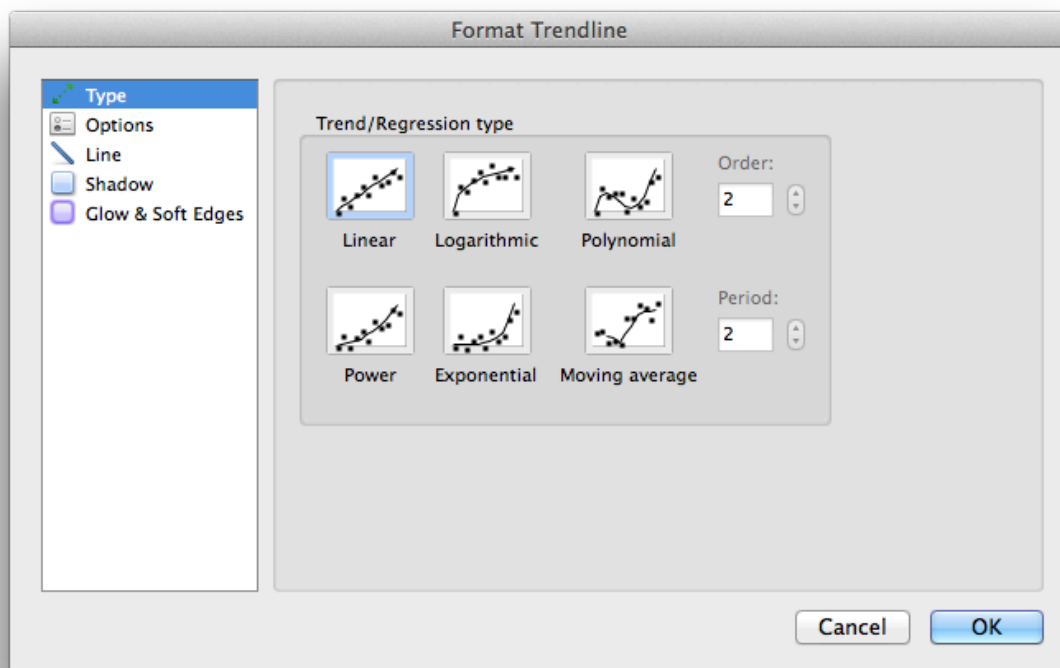 Format Trendline
Type
Options
Line
Shadow
Glow & Soft Edges
Trend/Regression type
Linear
Logarithmic
Polynomial
Order:
2
Power
Exponential
Moving average
Period:
2
Cancel
OK